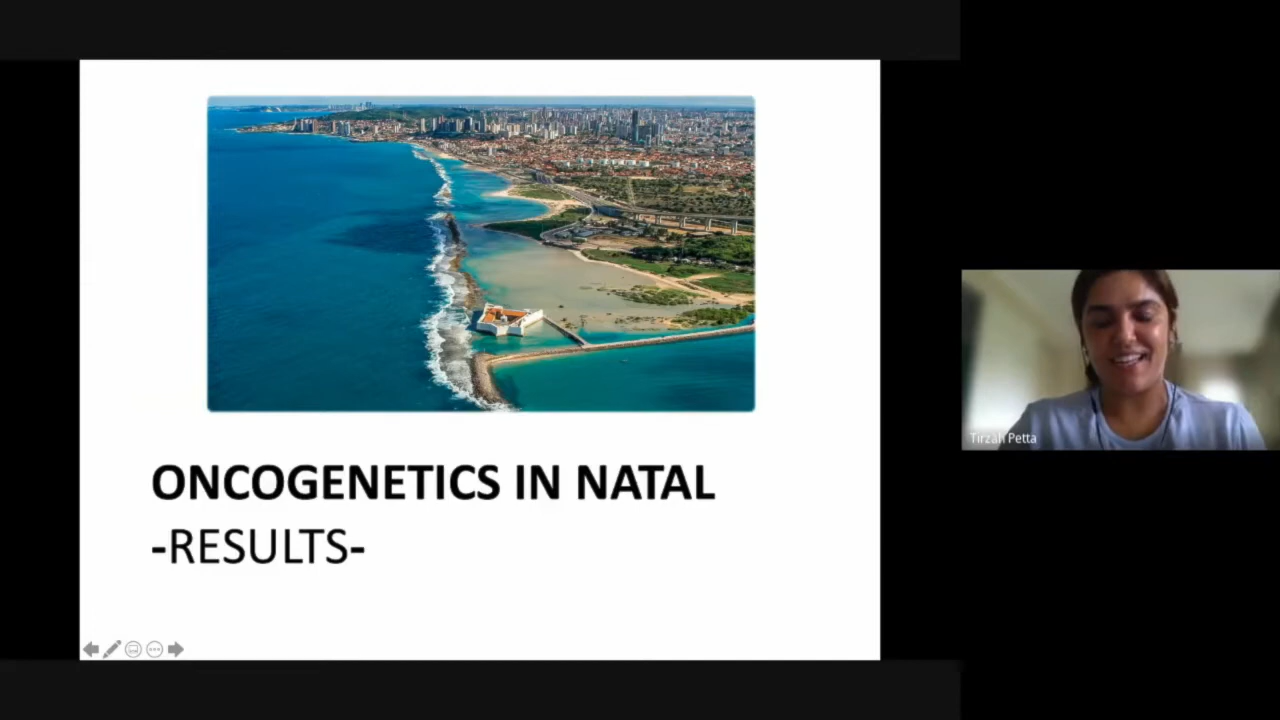 ONCOGENETICS IN NATAL
-RESULTS-
Tirzah Petta